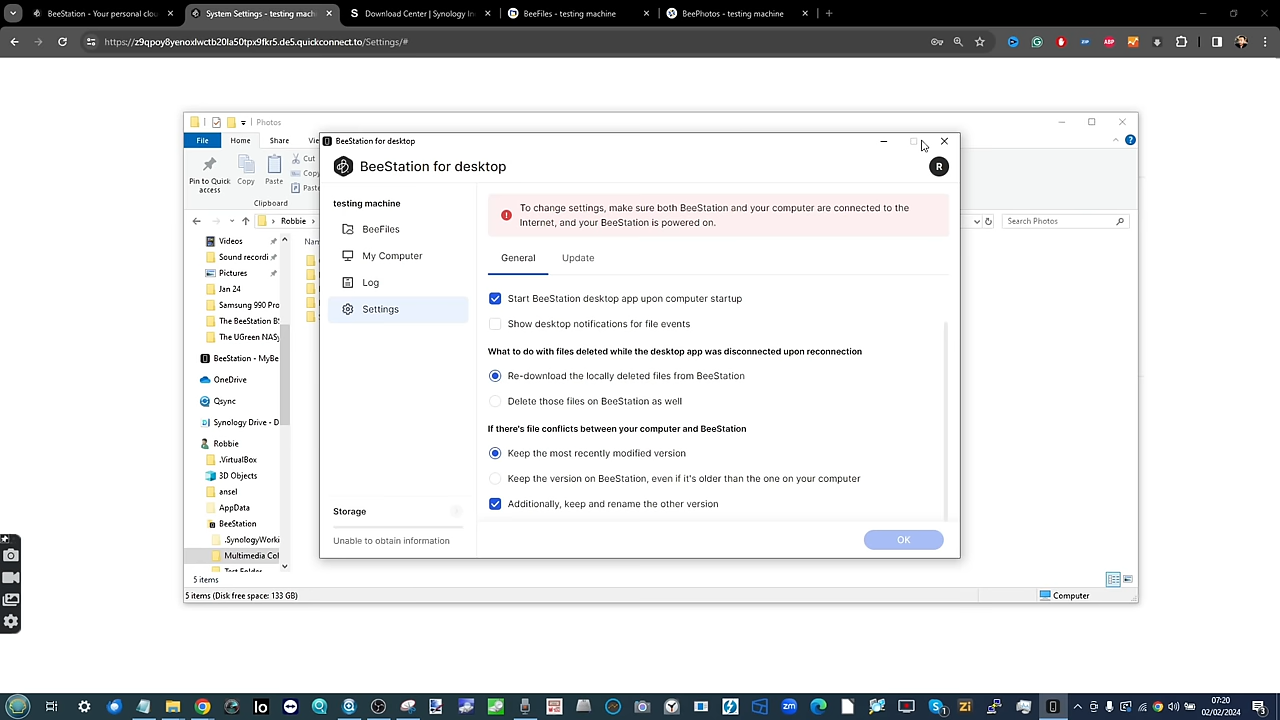 BeeStation - Your personal clou
System Settings - testing mach
Download Center | Synology In
BeeFiles - testing machine
BeePhotos - testing machine
https://z9qpoy8yenoxlwctb20la50tpx9fkr5.de5.quickconnect.to/Settings/#
Photos
File
Home
Share
Vie
Pin to Quick access
Copy
Paste
Cut
Copy
Paste
Clipboard
Robbie
Search Photos
Videos
Sound recordi
Pictures
Jan 24
Samsung 990 Pro
The BeeStation B
The UGreen NASy
BeeStation - MyBe
OneDrive
Qsync
Synology Drive - D
Robbie
.VirtualBox
3D Objects
ansel
AppData
BeeStation
.SynologyWorki
Multimedia Col
Test Folder
Nam
5 items
5 items (Disk free space: 133 GB)
Computer
BeeStation for desktop
BeeStation for desktop
R
testing machine
BeeFiles
My Computer
Log
Settings
Storage
Unable to obtain information
To change settings, make sure both BeeStation and your computer are connected to the
Internet, and your BeeStation is powered on.
General
Update
Start BeeStation desktop app upon computer startup
Show desktop notifications for file events
What to do with files deleted while the desktop app was disconnected upon reconnection
Re-download the locally deleted files from BeeStation
Delete those files on BeeStation as well
If there's file conflicts between your computer and BeeStation
Keep the most recently modified version
Keep the version on BeeStation, even if it's older than the one on your computer
Additionally, keep and rename the other version
OK
07:20
02/02/2024